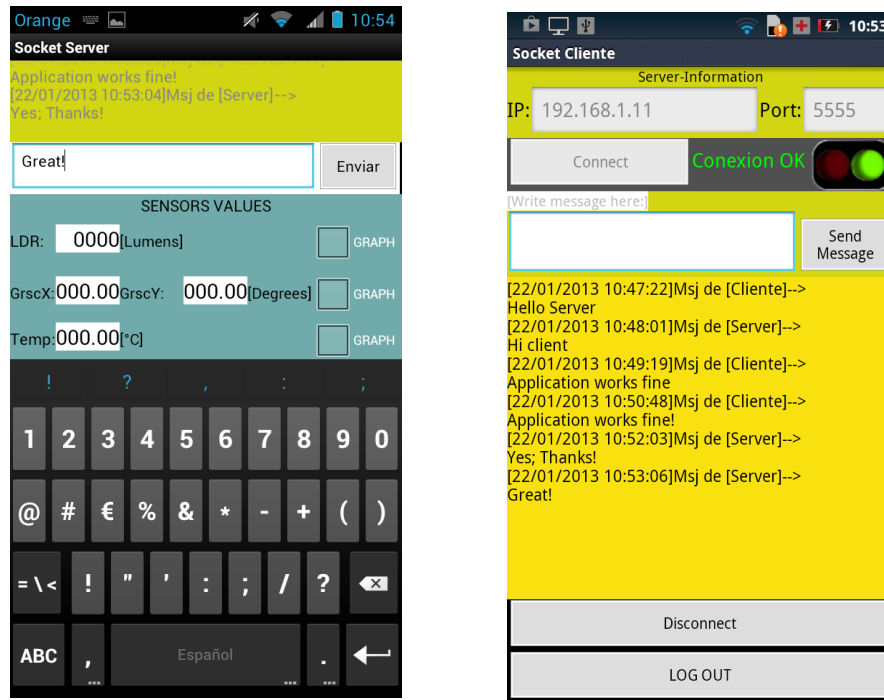 Orange 10:54
Socket Server
Application works fine!
[22/01/2013 10:53:04]Msj de [Server]-->
Yes; Thanks!
Great!
Enviar
SENSORS VALUES
LDR: 0000[Lumens] GRAPH
GrscX:000.00GrscY: 000.00[Degrees] GRAPH
Temp:000.00[°C] GRAPH
! ? , : ;
1 2 3 4 5 6 7 8 9 0
@ # € % & * - + ( )
= \ < ! " ' : ; / ?
ABC , Español .
10:53
Socket Cliente
Server-Information
IP: 192.168.1.11 Port: 5555
Connect Conexion OK
[Write message here:]
Send
Message
[22/01/2013 10:47:22]Msj de [Cliente]-->
Hello Server
[22/01/2013 10:48:01]Msj de [Server]-->
Hi client
[22/01/2013 10:49:19]Msj de [Cliente]-->
Application works fine
[22/01/2013 10:50:48]Msj de [Cliente]-->
Application works fine!
[22/01/2013 10:52:03]Msj de [Server]-->
Yes; Thanks!
[22/01/2013 10:53:06]Msj de [Server]-->
Great!
Disconnect
LOG OUT